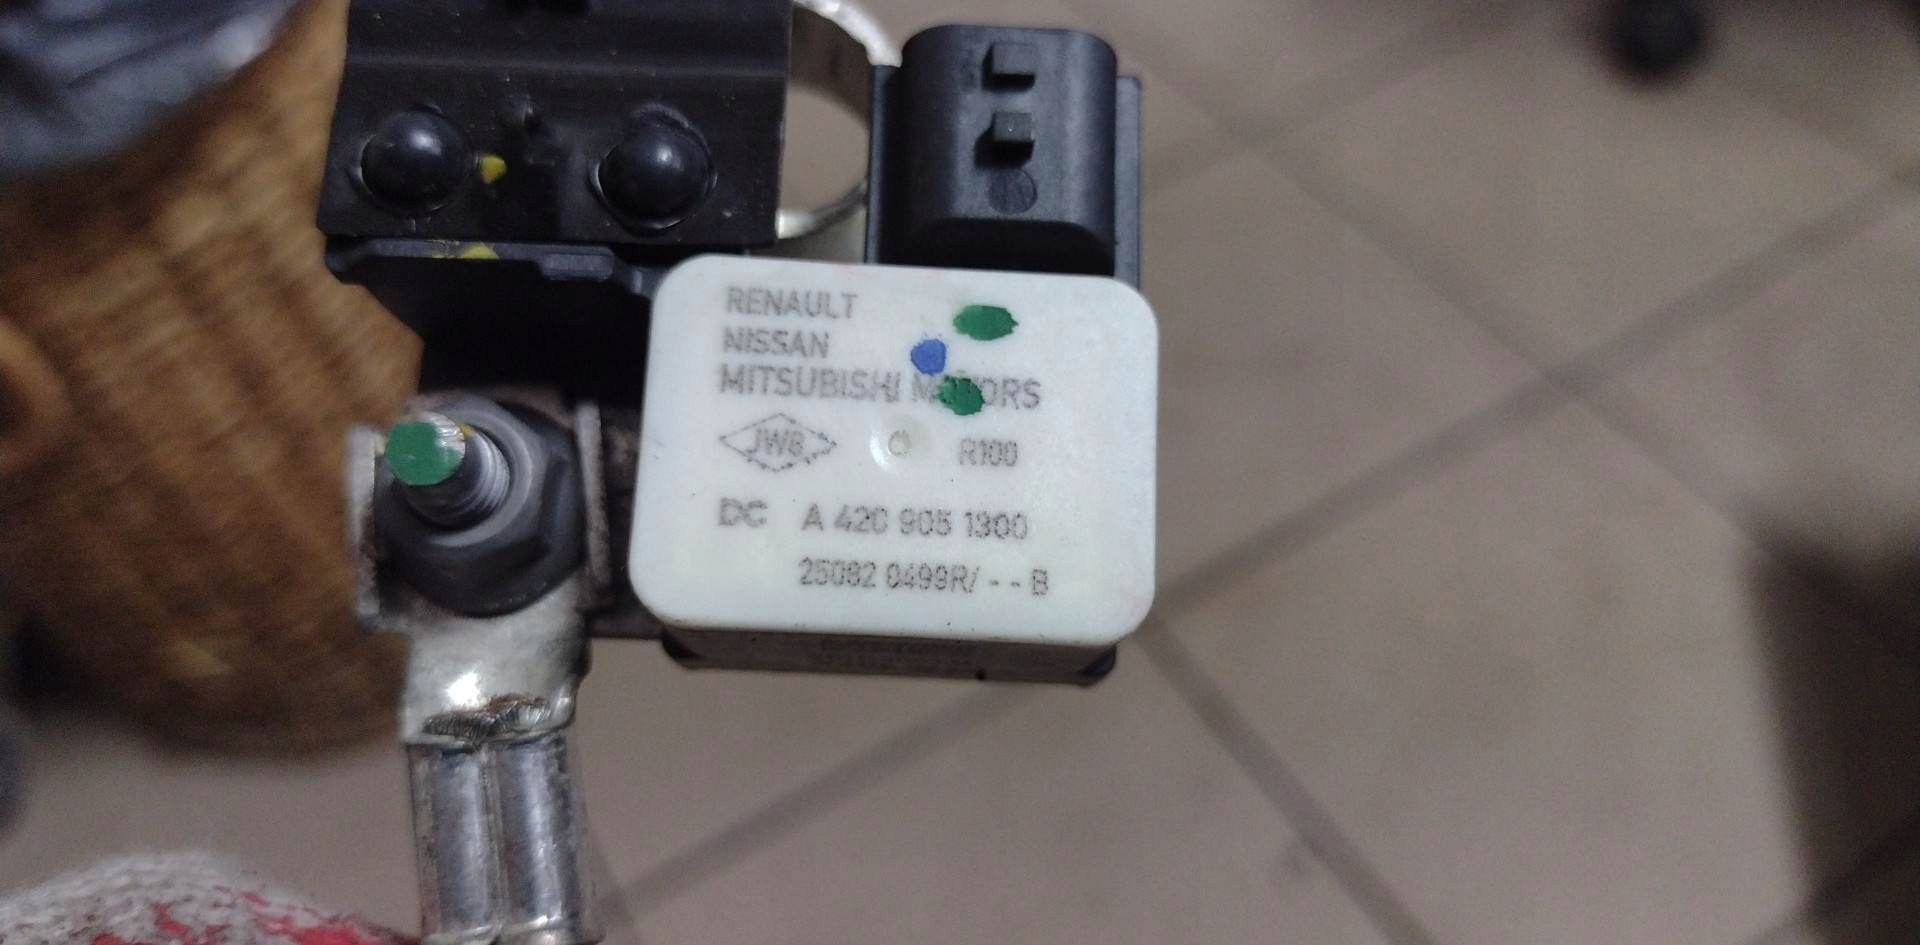 RENAULT
NISSAN
MITSUBISHI MOTORS
JWB R100
DC A 420 905 1300
25082 0499R/ - - B